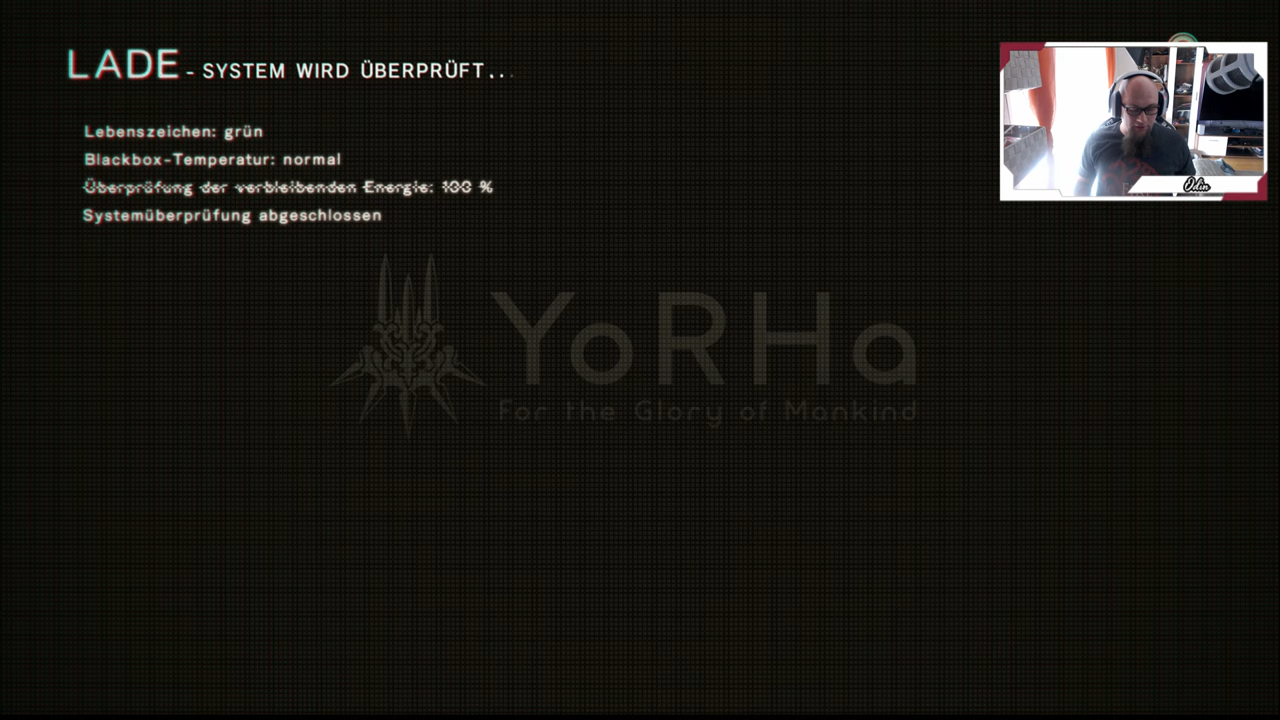 LADE - SYSTEM WIRD ÜBERPRÜFT...
Lebenszeichen: grün
Blackbox-Temperatur: normal
Überprüfung der verbleibenden Energie: 100 %
Systemüberprüfung abgeschlossen
YoRHa
For the Glory of Mankind
Odin